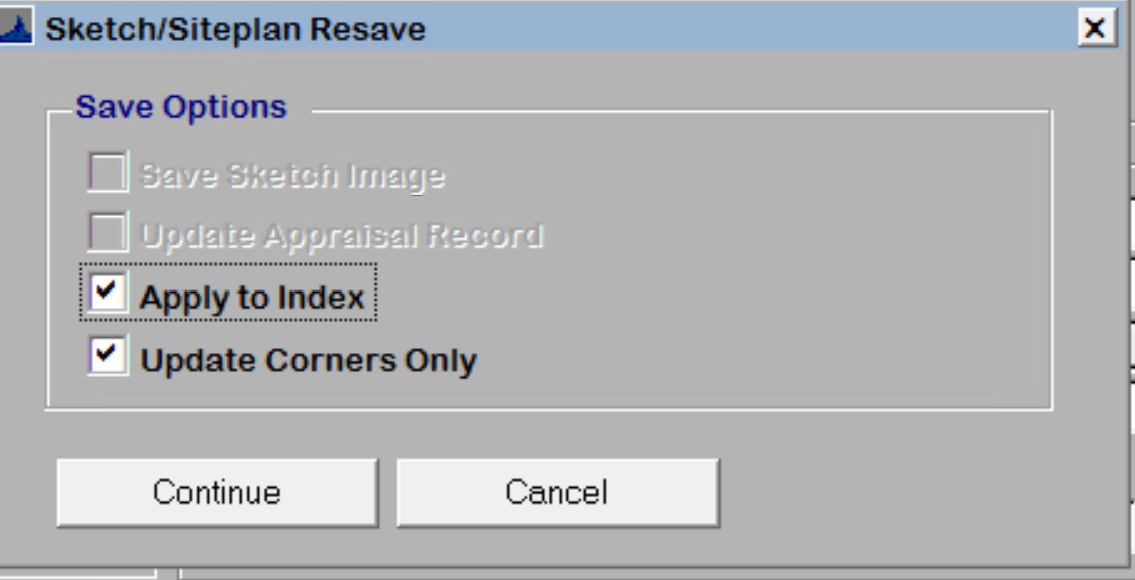 Sketch/Siteplan Resave
Save Options
Save Sketch Image
Update Appraisal Record
Apply to Index
Update Corners Only
Continue Cancel